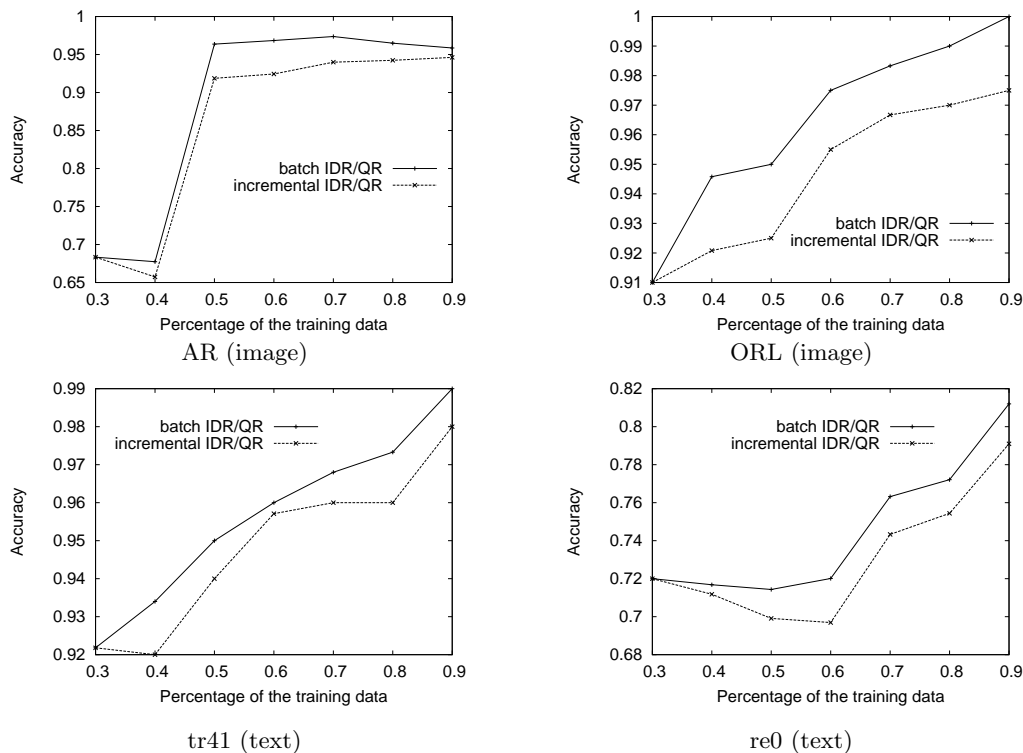 1
0.95
0.9
0.85
0.8
0.75
0.7
0.65
Accuracy
batch IDR/QR
incremental IDR/QR
0.3 0.4 0.5 0.6 0.7 0.8 0.9
Percentage of the training data
AR (image)
1
0.99
0.98
0.97
0.96
0.95
0.94
0.93
0.92
0.91
Accuracy
batch IDR/QR
incremental IDR/QR
0.3 0.4 0.5 0.6 0.7 0.8 0.9
Percentage of the training data
ORL (image)
0.99
0.98
0.97
0.96
0.95
0.94
0.93
0.92
Accuracy
batch IDR/QR
incremental IDR/QR
0.3 0.4 0.5 0.6 0.7 0.8 0.9
Percentage of the training data
tr41 (text)
0.82
0.8
0.78
0.76
0.74
0.72
0.7
0.68
Accuracy
batch IDR/QR
incremental IDR/QR
0.3 0.4 0.5 0.6 0.7 0.8 0.9
Percentage of the training data
re0 (text)